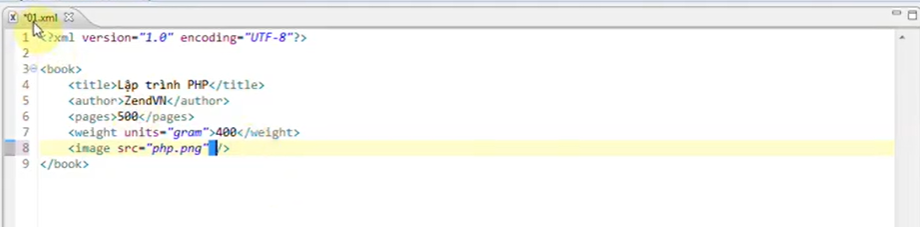 *01.xml
1 <?xml version="1.0" encoding="UTF-8"?>
2
3 <book>
4 <title>Lập trình PHP</title>
5 <author>ZendVN</author>
6 <pages>500</pages>
7 <weight units="gram">400</weight>
8 <image src="php.png" />
9 </book>